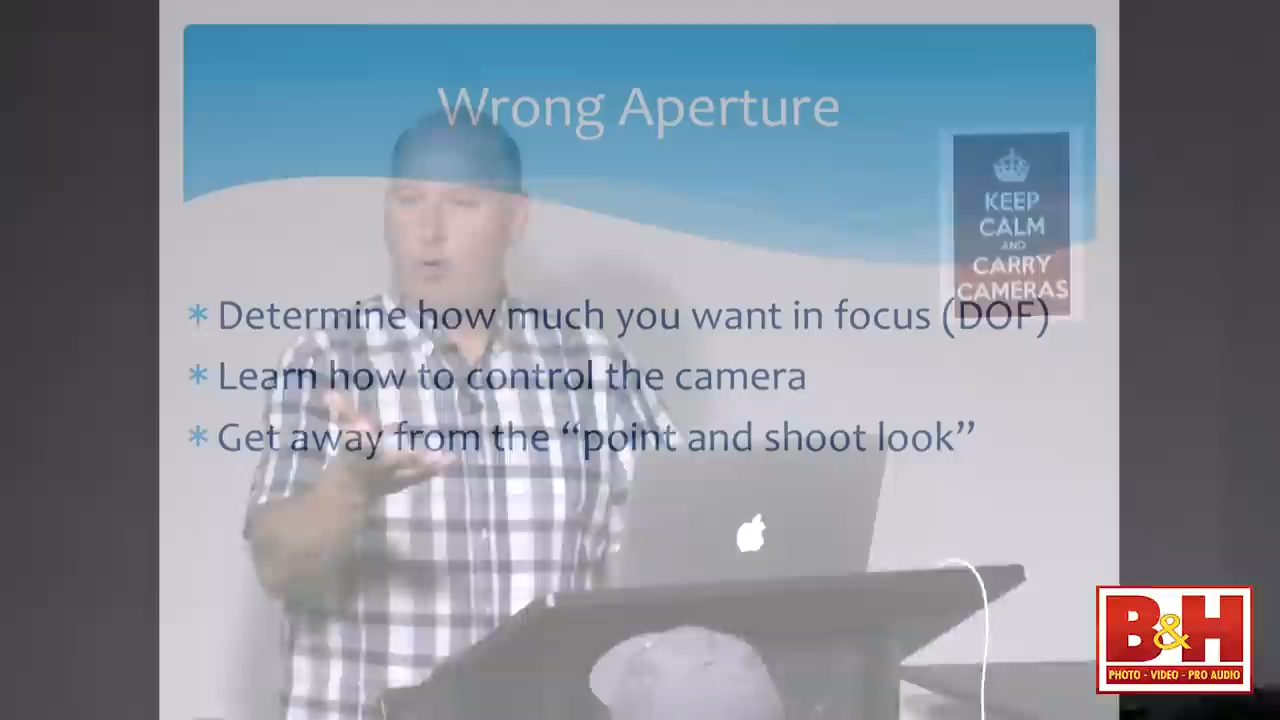 Wrong Aperture
KEEP
CALM
AND
CARRY
CAMERAS
* Determine how much you want in focus (DOF)
* Learn how to control the camera
* Get away from the “point and shoot look”
B&H
PHOTO - VIDEO - PRO AUDIO